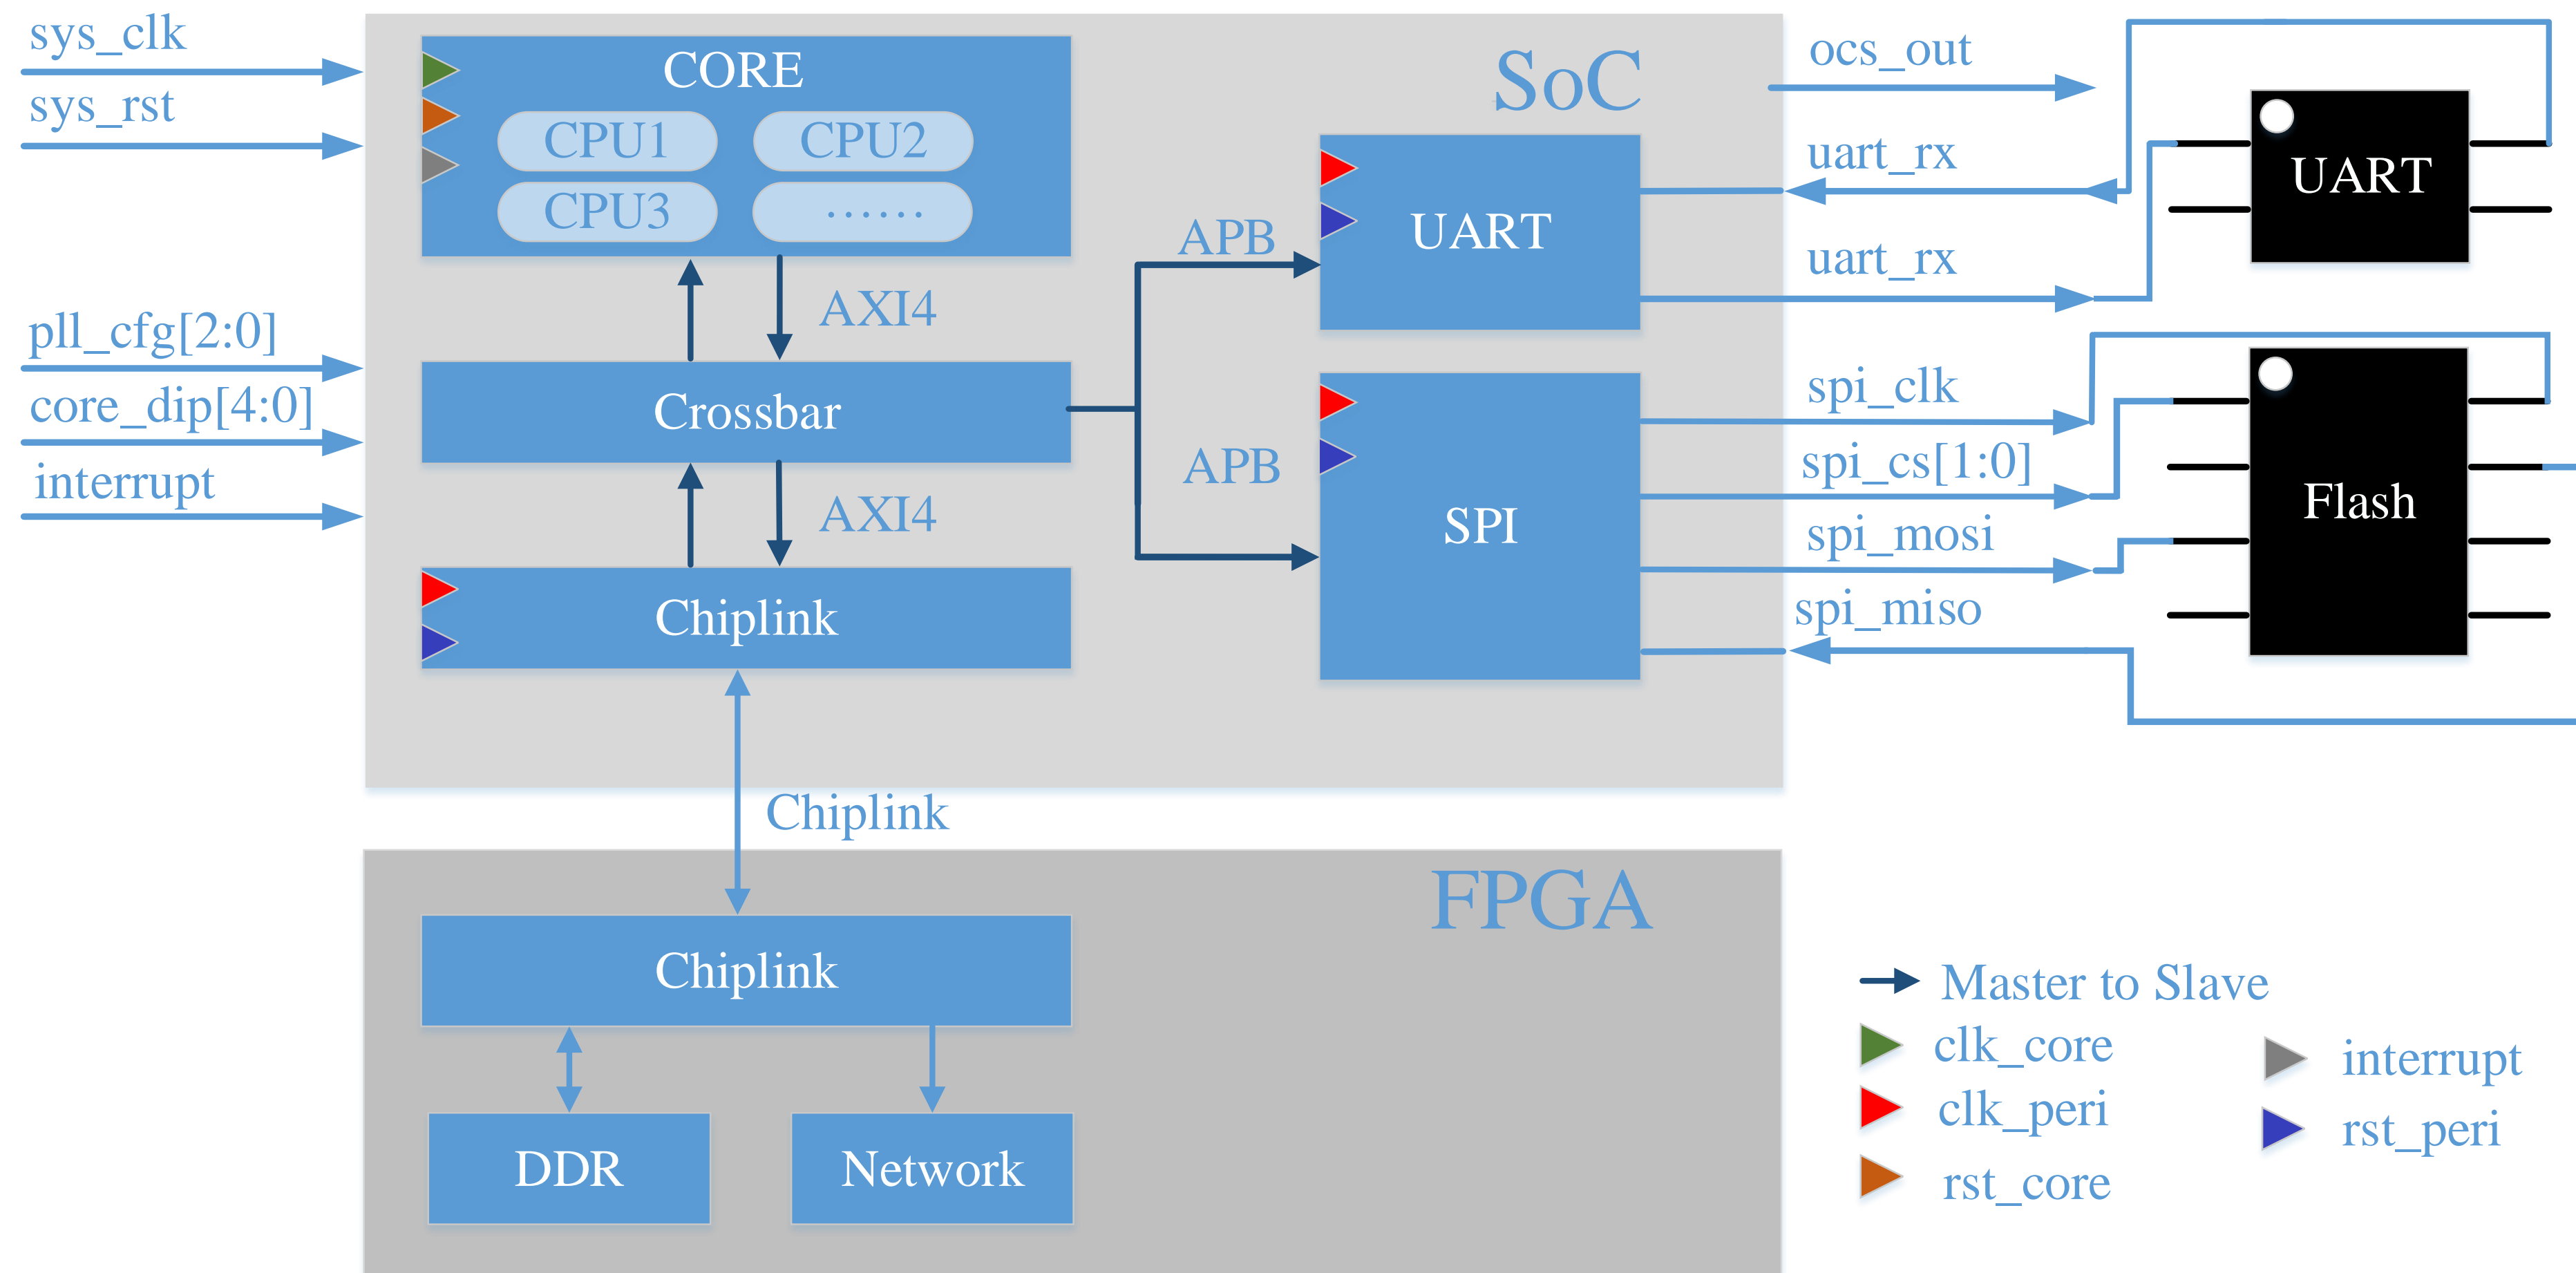 sys_clk
sys_rst
pll_cfg[2:0]
core_dip[4:0]
interrupt
SoC
CORE
CPU1
CPU2
CPU3
……
AXI4
Crossbar
AXI4
Chiplink
APB
APB
UART
SPI
ocs_out
uart_rx
uart_rx
spi_clk
spi_cs[1:0]
spi_mosi
spi_miso
UART
Flash
Chiplink
FPGA
Chiplink
DDR
Network
Master to Slave
clk_core
interrupt
clk_peri
rst_peri
rst_core